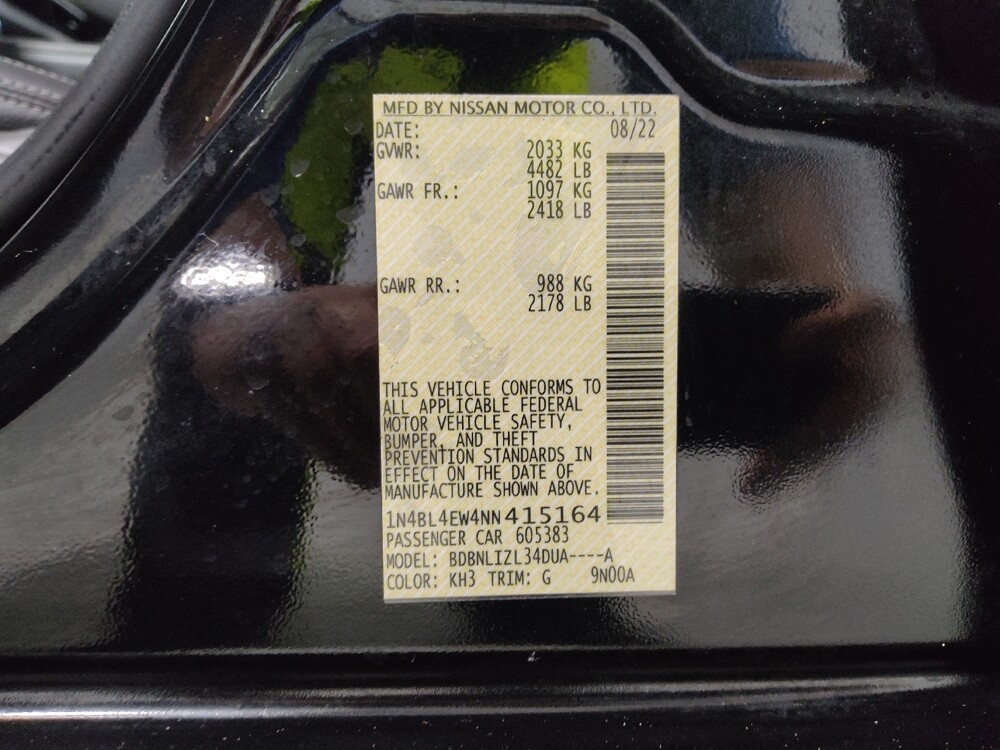 MFD BY NISSAN MOTOR CO., LTD.
DATE: 08/22
GVWR: 2033 KG
4482 LB
GAWR FR.: 1097 KG
2418 LB
GAWR RR.: 988 KG
2178 LB
THIS VEHICLE CONFORMS TO
ALL APPLICABLE FEDERAL
MOTOR VEHICLE SAFETY,
BUMPER, AND THEFT
PREVENTION STANDARDS IN
EFFECT ON THE DATE OF
MANUFACTURE SHOWN ABOVE.
1N4BL4EW4NN415164
PASSENGER CAR 605383
MODEL: BDBNLIZL34DUA----A
COLOR: KH3 TRIM: G 9N00A